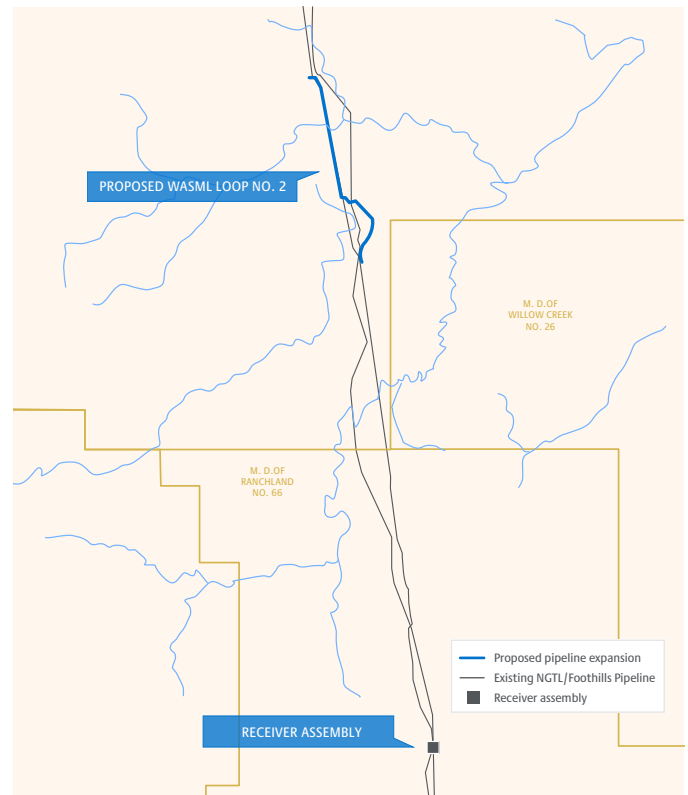 PROPOSED WASML LOOP NO. 2
M. D.OF
WILLOW CREEK
NO. 26
M. D.OF
RANCHLAND
NO. 66
Proposed pipeline expansion
Existing NGTL/Foothills Pipeline
Receiver assembly
RECEIVER ASSEMBLY